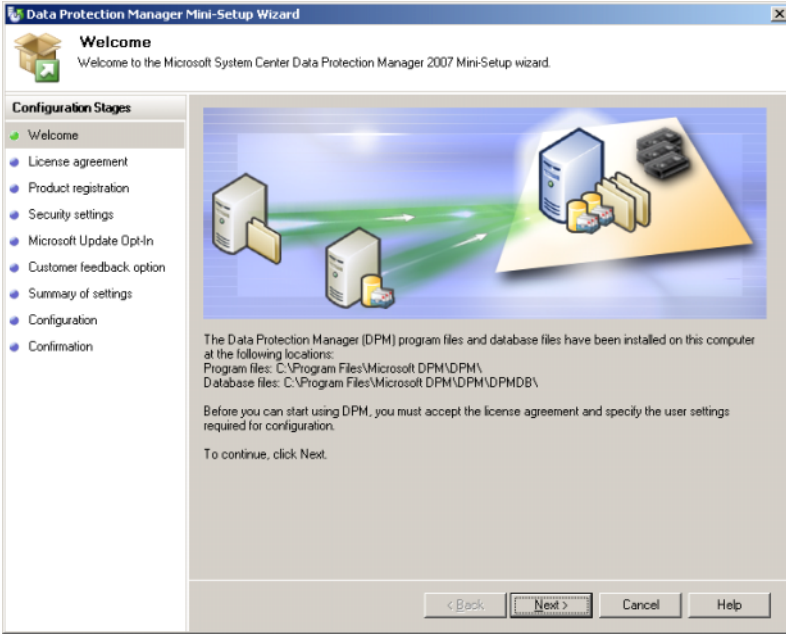 Data Protection Manager Mini-Setup Wizard
Welcome
Welcome to the Microsoft System Center Data Protection Manager 2007 Mini-Setup wizard.
Configuration Stages
Welcome
License agreement
Product registration
Security settings
Microsoft Update Opt-In
Customer feedback option
Summary of settings
Configuration
Confirmation
The Data Protection Manager (DPM) program files and database files have been installed on this computer
at the following locations:
Program files: C:\Program Files\Microsoft DPM\DPM\
Database files: C:\Program Files\Microsoft DPM\DPM\DPMDB\
Before you can start using DPM, you must accept the license agreement and specify the user settings
required for configuration.
To continue, click Next.
< Back Next > Cancel Help